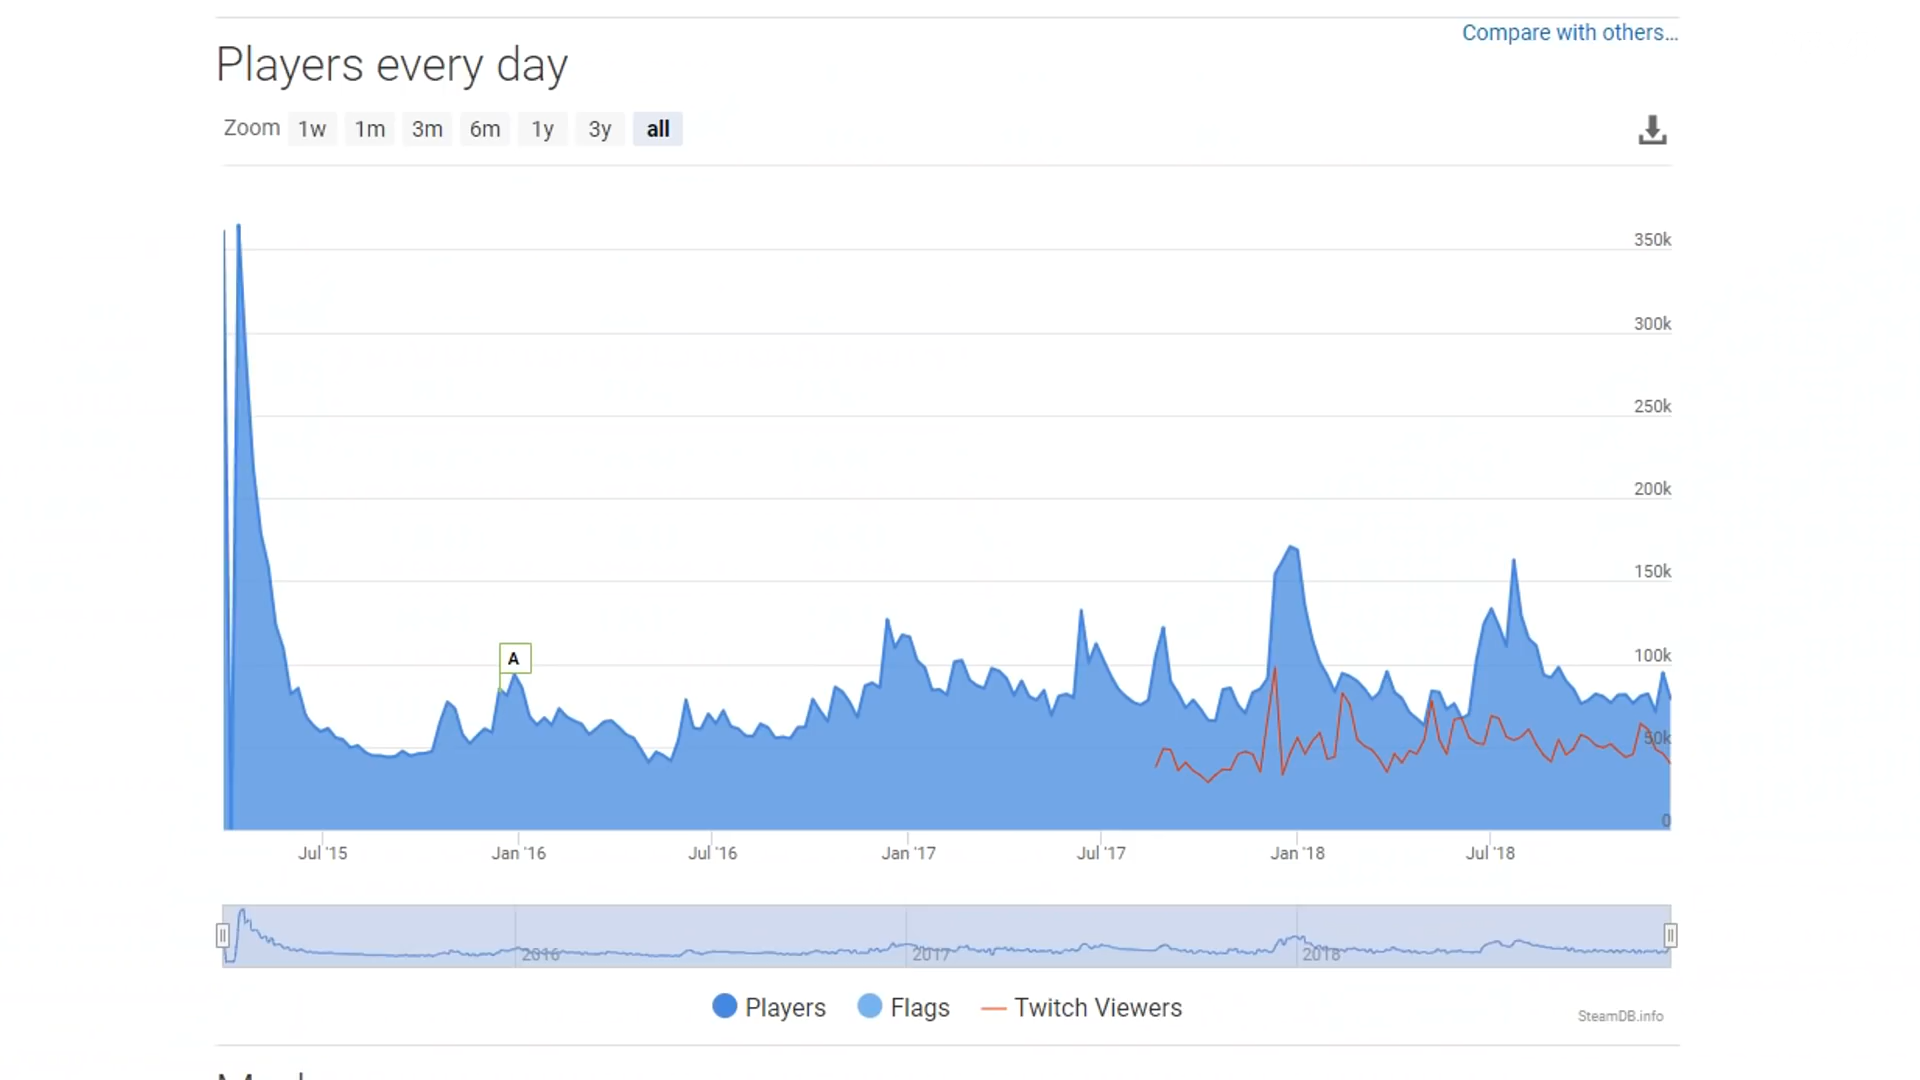 Compare with others...
Players every day
Zoom 1w 1m 3m 6m 1y 3y all
350k
300k
250k
200k
150k
A
100k
50k
0
Jul '15 Jan '16 Jul '16 Jan '17 Jul '17 Jan '18 Jul '18
2016 2017 2018
Players Flags Twitch Viewers
SteamDB.info